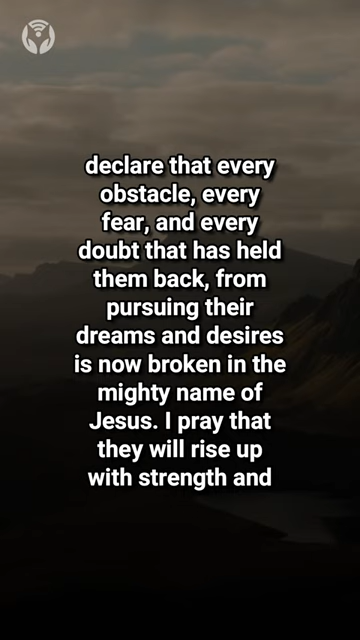 declare that every
obstacle, every
fear, and every
doubt that has held
them back, from
pursuing their
dreams and desires
is now broken in the
mighty name of
Jesus. I pray that
they will rise up
with strength and